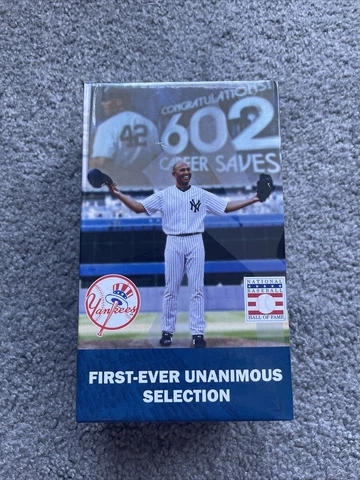 CONGRATULATIONS!
42
602
CAREER SAVES
NY
Yankees
NATIONAL
BASEBALL
HALL OF FAME
FIRST-EVER UNANIMOUS
SELECTION